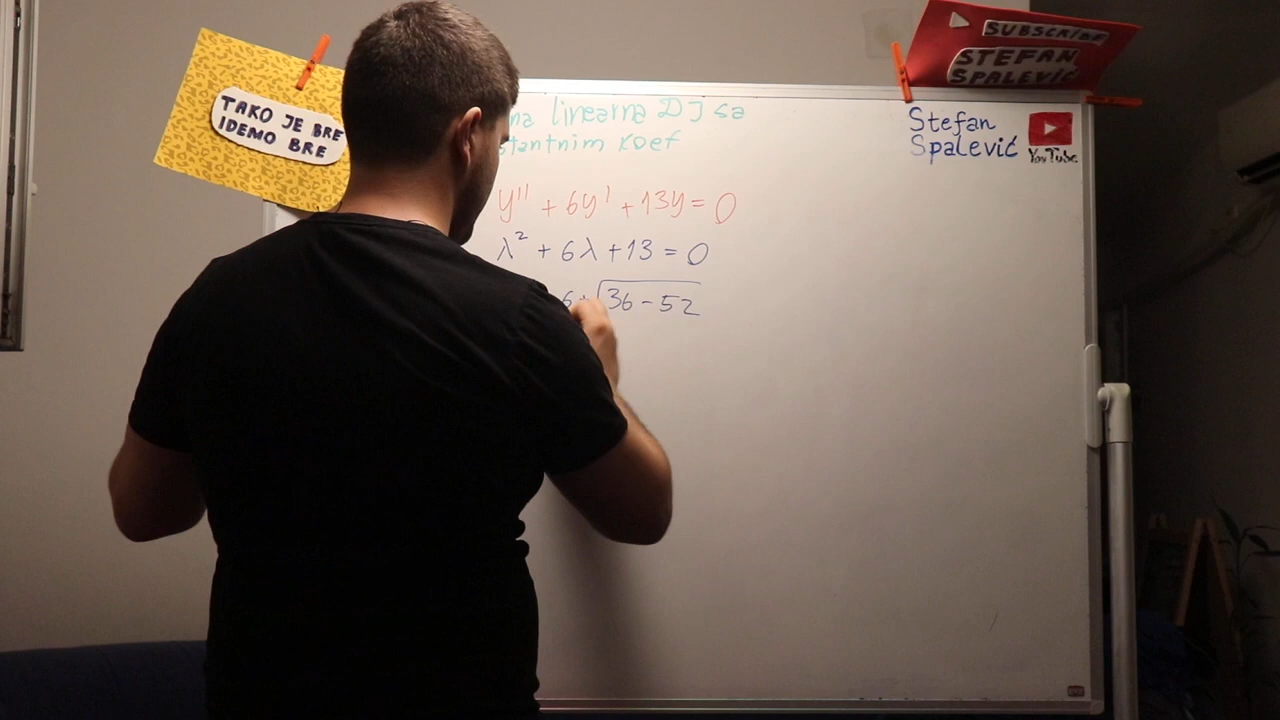 TAKO JE BRE
IDEMO BRE
SUBSCRIBE
STEFAN
SPALEVIĆ
Stefan
Spalević
YouTube
linearna DJ sa
koef
y'' + 6y' + 13y = 0
λ² + 6λ + 13 = 0
√36 - 52